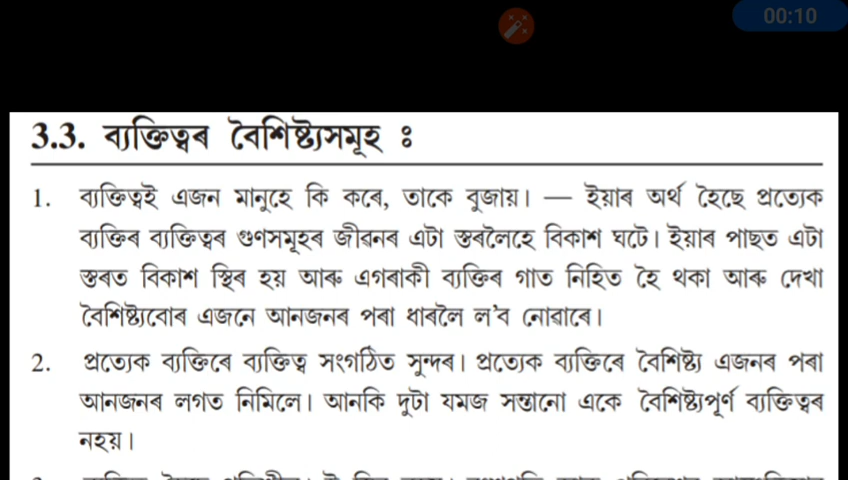 00:10
3.3. ব্যক্তিত্বৰ বৈশিষ্ট্যসমূহ ঃ
1. ব্যক্তিত্বই এজন মানুহে কি কৰে, তাকে বুজায়। — ইয়াৰ অৰ্থ হৈছে প্ৰত্যেক
ব্যক্তিৰ ব্যক্তিত্বৰ গুণসমূহৰ জীৱনৰ এটা স্তৰলৈহে বিকাশ ঘটে। ইয়াৰ পাছত এটা
স্তৰত বিকাশ স্থিৰ হয় আৰু এগৰাকী ব্যক্তিৰ গাত নিহিত হৈ থকা আৰু দেখা
বৈশিষ্ট্যবোৰ এজনে আনজনৰ পৰা ধাৰলৈ ল'ব নোৱাৰে।
2. প্ৰত্যেক ব্যক্তিৰে ব্যক্তিত্ব সংগঠিত সুন্দৰ। প্ৰত্যেক ব্যক্তিৰে বৈশিষ্ট্য এজনৰ পৰা
আনজনৰ লগত নিমিলে। আনকি দুটা যমজ সন্তানো একে বৈশিষ্ট্যপূৰ্ণ ব্যক্তিত্বৰ
নহয়।